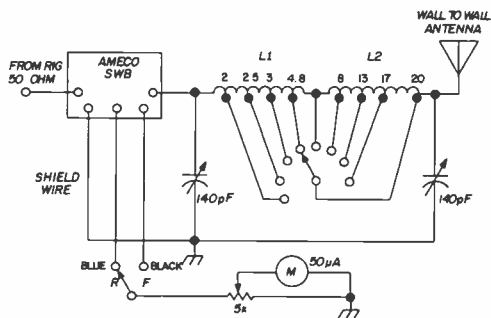 FROM RIG
50 OHM
AMECO
SWB
L1
L2
WALL TO WALL
ANTENNA
2
2 5
3
4.8
8
13
17
20
SHIELD
WIRE
140pF
140pF
BLUE
R
F
BLACK
M
50µA
5k